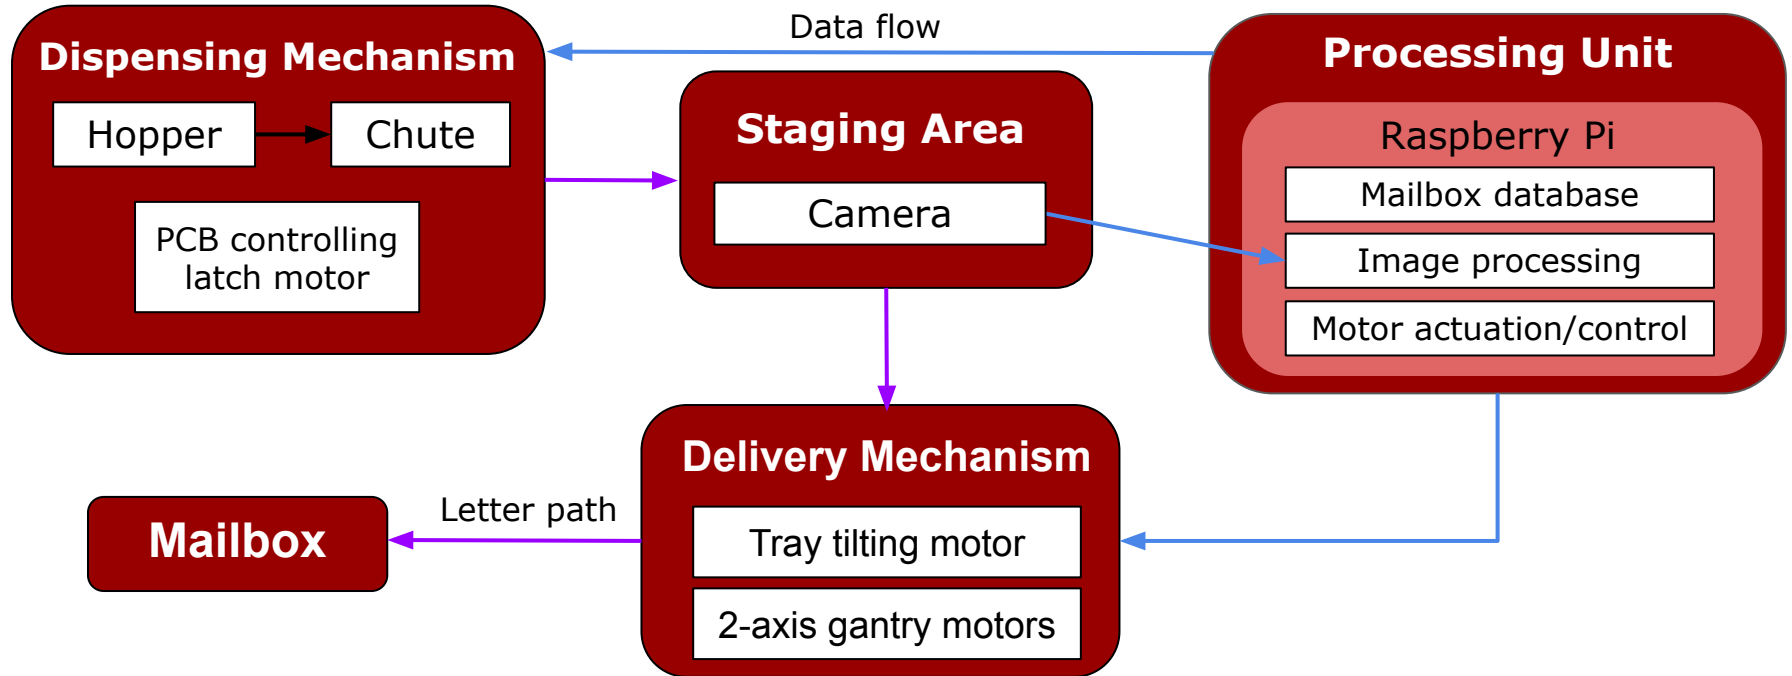 Data flow
Dispensing Mechanism
Hopper
Chute
PCB controlling
latch motor
Staging Area
Camera
Processing Unit
Raspberry Pi
Mailbox database
Image processing
Motor actuation/control
Delivery Mechanism
Tray tilting motor
2-axis gantry motors
Letter path
Mailbox